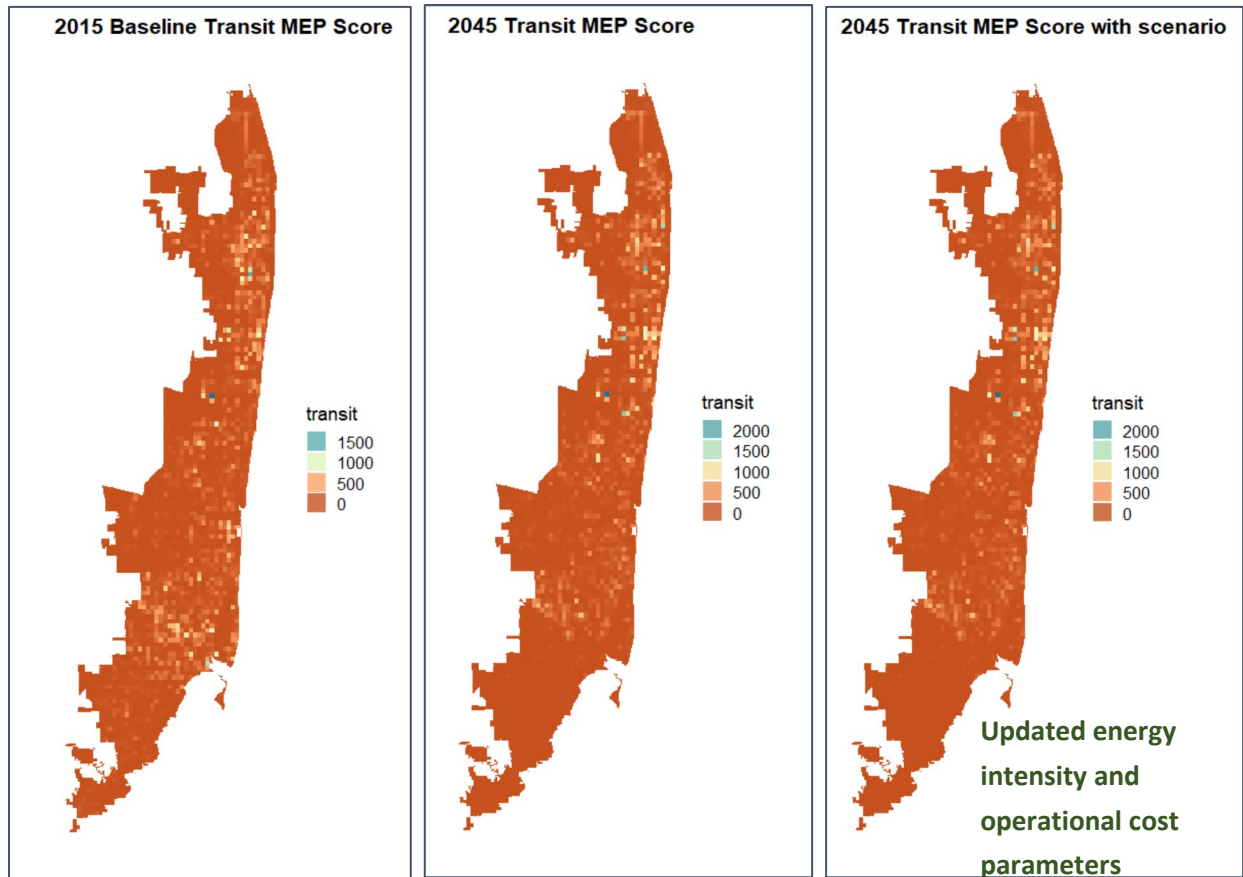 2015 Baseline Transit MEP Score
transit
1500
1000
500
0
2045 Transit MEP Score
transit
2000
1500
1000
500
0
2045 Transit MEP Score with scenario
transit
2000
1500
1000
500
0
Updated energy
intensity and
operational cost
parameters